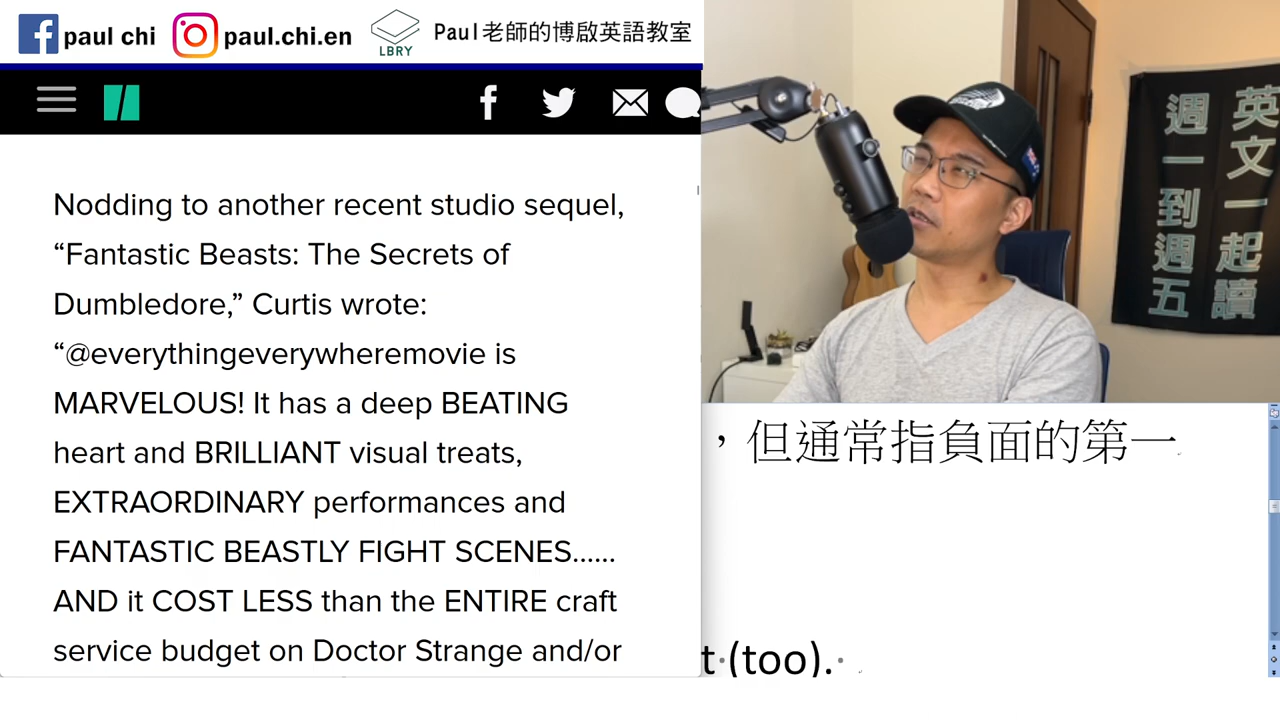 paul chi
paul.chi.en
LBRY
Paul老師的博啟英語教室
Nodding to another recent studio sequel,
“Fantastic Beasts: The Secrets of
Dumbledore,” Curtis wrote:
“@everythingeverywheremovie is
MARVELOUS! It has a deep BEATING
heart and BRILLIANT visual treats,
EXTRAORDINARY performances and
FANTASTIC BEASTLY FIGHT SCENES......
AND it COST LESS than the ENTIRE craft
service budget on Doctor Strange and/or
英文一起讀
週一到週五
，但通常指負面的第一
t (too).